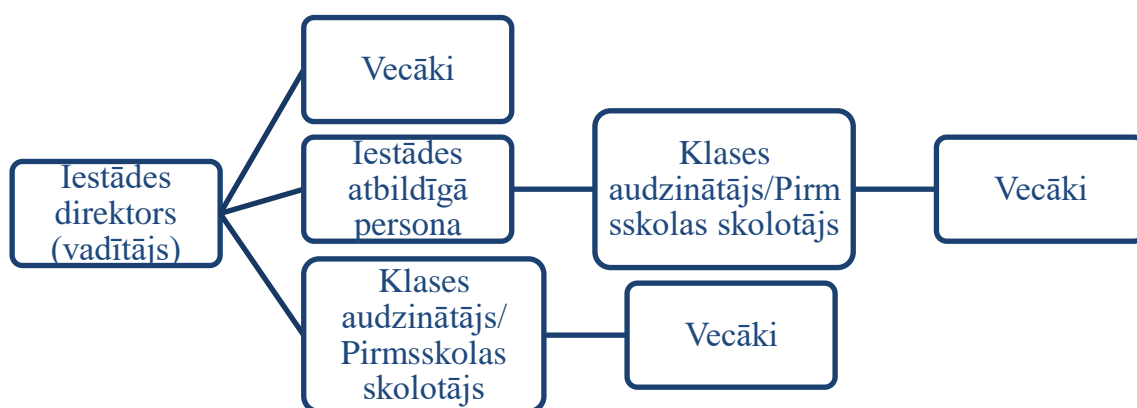 Vecāki
Iestādes
direktors
(vadītājs)
Iestādes
atbildīgā
persona
Klases
audzinātājs/Pirm
sskolas skolotājs
Vecāki
Klases
audzinātājs/
Pirmsskolas
skolotājs
Vecāki